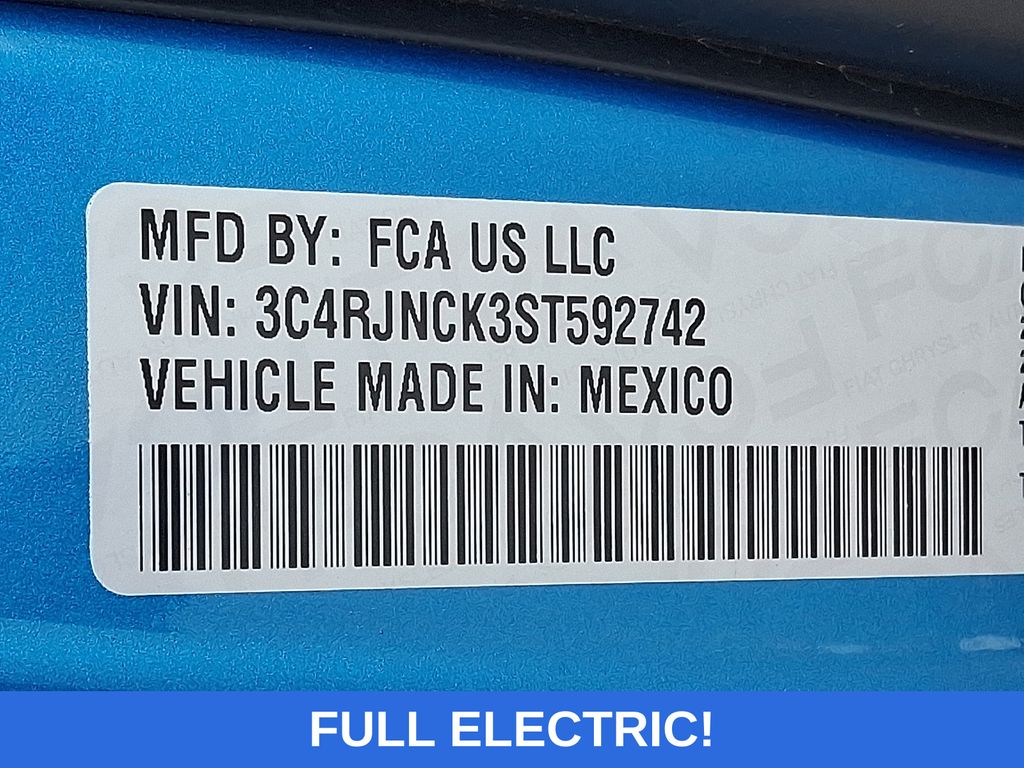 MFD BY: FCA US LLC
VIN: 3C4RJNCK3ST592742
VEHICLE MADE IN: MEXICO
FULL ELECTRIC!